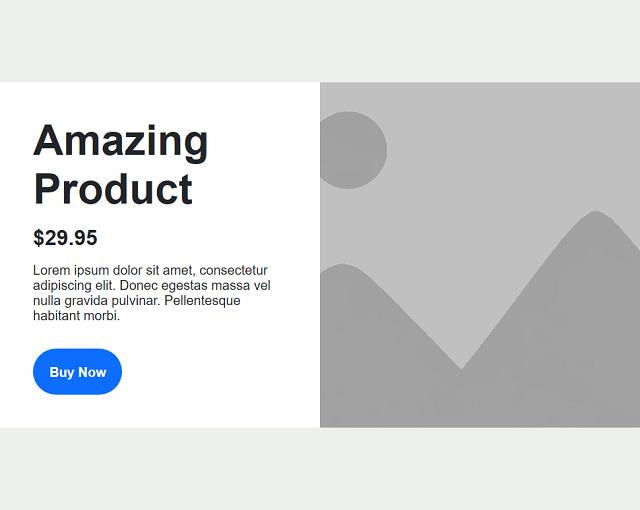 Amazing
Product
$29.95
Lorem ipsum dolor sit amet, consectetur
adipiscing elit. Donec egestas massa vel
nulla gravida pulvinar. Pellentesque
habitant morbi.
Buy Now